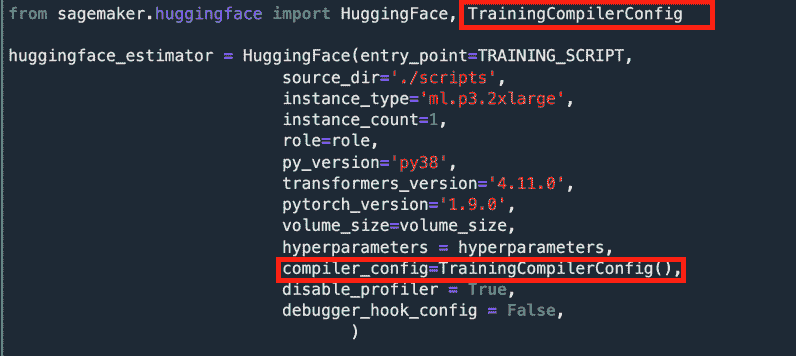 from sagemaker.huggingface import HuggingFace, TrainingCompilerConfig
huggingface_estimator = HuggingFace(entry_point=TRAINING_SCRIPT,
source_dir='./scripts',
instance_type='ml.p3.2xlarge',
instance_count=1,
role=role,
py_version='py38',
transformers_version='4.11.0',
pytorch_version='1.9.0',
volume_size=volume_size,
hyperparameters = hyperparameters,
compiler_config=TrainingCompilerConfig(),
disable_profiler = True,
debugger_hook_config = False,
)